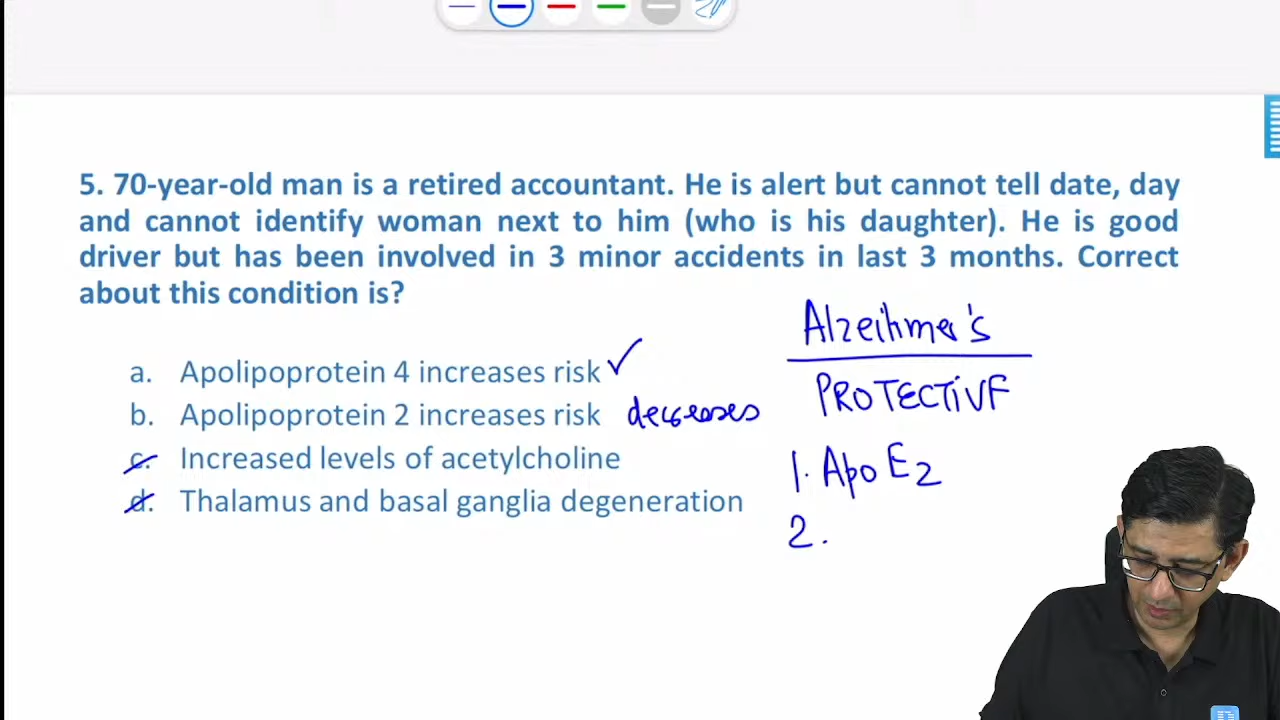 5. 70-year-old man is a retired accountant. He is alert but cannot tell date, day
and cannot identify woman next to him (who is his daughter). He is good
driver but has been involved in 3 minor accidents in last 3 months. Correct
about this condition is?
a. Apolipoprotein 4 increases risk
b. Apolipoprotein 2 increases risk decreases
c. Increased levels of acetylcholine
d. Thalamus and basal ganglia degeneration
Alzeihmer's
PROTECTIVE
1. Apo E2
2.